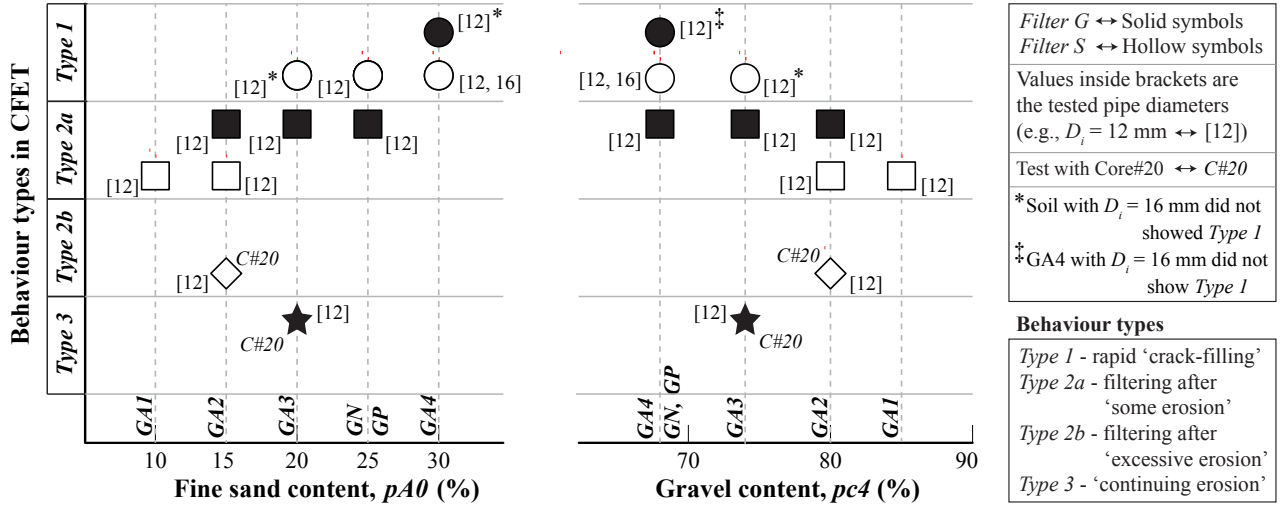 Behaviour types in CFET
Type 1
Type 2a
Type 2b
Type 3
[12]*
[12]*
[12]
[12, 16]
[12]
[12]
[12]
[12]
[12]
C#20
[12]
[12]
C#20
GA1
GA2
GA3
GN
GP
GA4
10
15
20
25
30
Fine sand content, pA0 (%)
[12]‡
[12, 16]
[12]*
[12]
[12]
[12]
[12]
[12]
C#20
[12]
[12]
C#20
GA4
GN, GP
GA3
GA2
GA1
70
80
90
Gravel content, pc4 (%)
Filter G ↔ Solid symbols
Filter S ↔ Hollow symbols
Values inside brackets are
the tested pipe diameters
(e.g., Di = 12 mm ↔ [12])
Test with Core#20 ↔ C#20
*Soil with Di = 16 mm did not
showed Type 1
‡GA4 with Di = 16 mm did not
show Type 1
Behaviour types
Type 1 - rapid ‘crack-filling’
Type 2a - filtering after
‘some erosion’
Type 2b - filtering after
‘excessive erosion’
Type 3 - ‘continuing erosion’